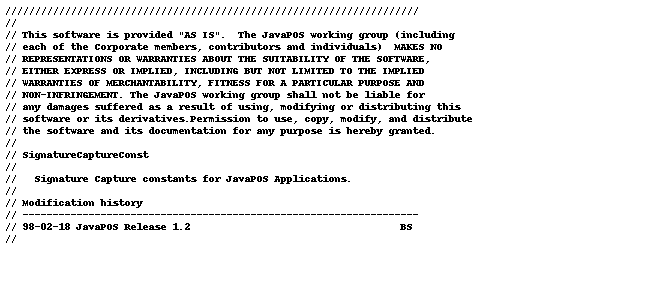 //////////////////////////////////////////////////////////////////////
//
// This software is provided "AS IS".  The JavaPOS working group (including
// each of the Corporate members, contributors and individuals)  MAKES NO
// REPRESENTATIONS OR WARRANTIES ABOUT THE SUITABILITY OF THE SOFTWARE,
// EITHER EXPRESS OR IMPLIED, INCLUDING BUT NOT LIMITED TO THE IMPLIED
// WARRANTIES OF MERCHANTABILITY, FITNESS FOR A PARTICULAR PURPOSE AND
// NON-INFRINGEMENT. The JavaPOS working group shall not be liable for
// any damages suffered as a result of using, modifying or distributing this
// software or its derivatives.Permission to use, copy, modify, and distribute
// the software and its documentation for any purpose is hereby granted.
//
// SignatureCaptureConst
//
//   Signature Capture constants for JavaPOS Applications.
//
// Modification history
// ------------------------------------------------------------------
// 98-02-18 JavaPOS Release 1.2                                   BS
//